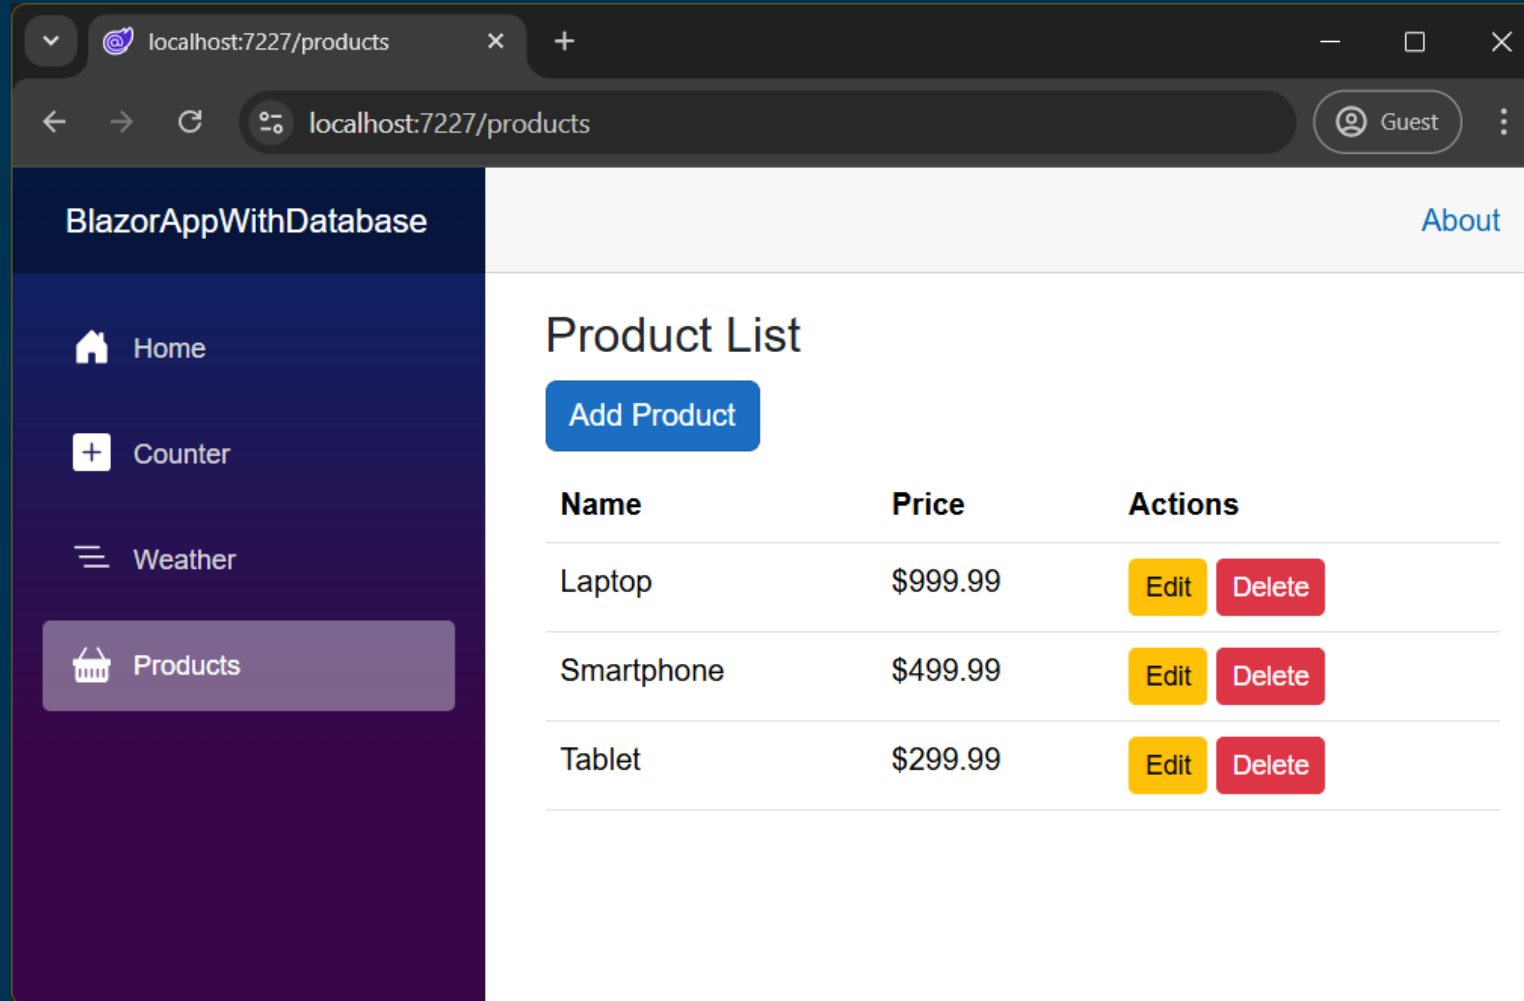 localhost:7227/products
localhost:7227/products
Guest
BlazorAppWithDatabase
About
Home
Counter
Weather
Products
Product List
Add Product
Name Price Actions
Laptop $999.99 Edit Delete
Smartphone $499.99 Edit Delete
Tablet $299.99 Edit Delete